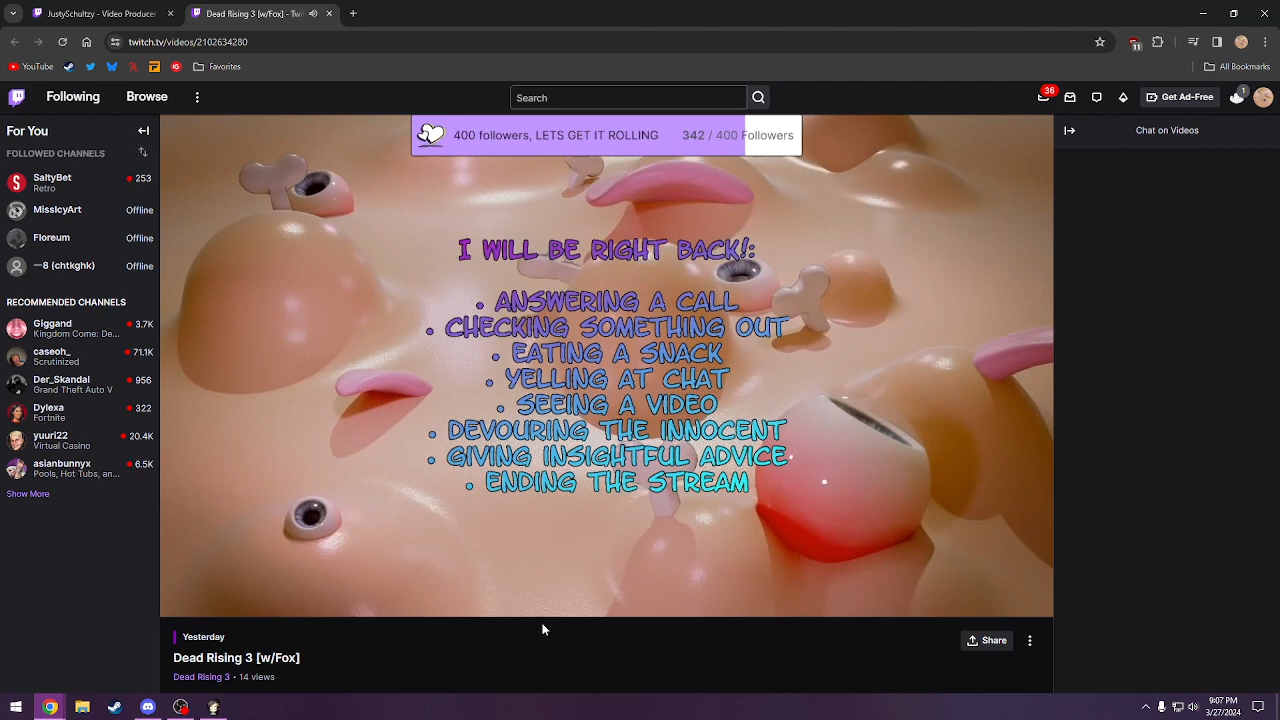 JustySchultzy - Video Producer
Dead Rising 3 [w/Fox] - Twi
twitch.tv/videos/2102634280
11
YouTube
Favorites
All Bookmarks
Following
Browse
Search
36
Get Ad-Free
1
For You
FOLLOWED CHANNELS
SaltyBet
253
Retro
MissIcyArt
Offline
Floreum
Offline
一8 (chtkghk)
Offline
RECOMMENDED CHANNELS
Giggand
3.7K
Kingdom Come: De...
caseoh_
71.1K
Scrutinized
Der_Skandal
956
Grand Theft Auto V
Dylexa
322
Fortnite
yuuri22
20.4K
Virtual Casino
asianbunnyx
6.5K
Pools, Hot Tubs, an...
Show More
400 followers, LETS GET IT ROLLING 342 / 400 Followers
I WILL BE RIGHT BACK!:
• ANSWERING A CALL
• CHECKING SOMETHING OUT
• EATING A SNACK
• YELLING AT CHAT
• SEEING A VIDEO
• DEVOURING THE INNOCENT
• GIVING INSIGHTFUL ADVICE
• ENDING THE STREAM
Chat on Videos
Yesterday
Share
Dead Rising 3 [w/Fox]
Dead Rising 3 • 14 views
9:07 PM
3/27/2024